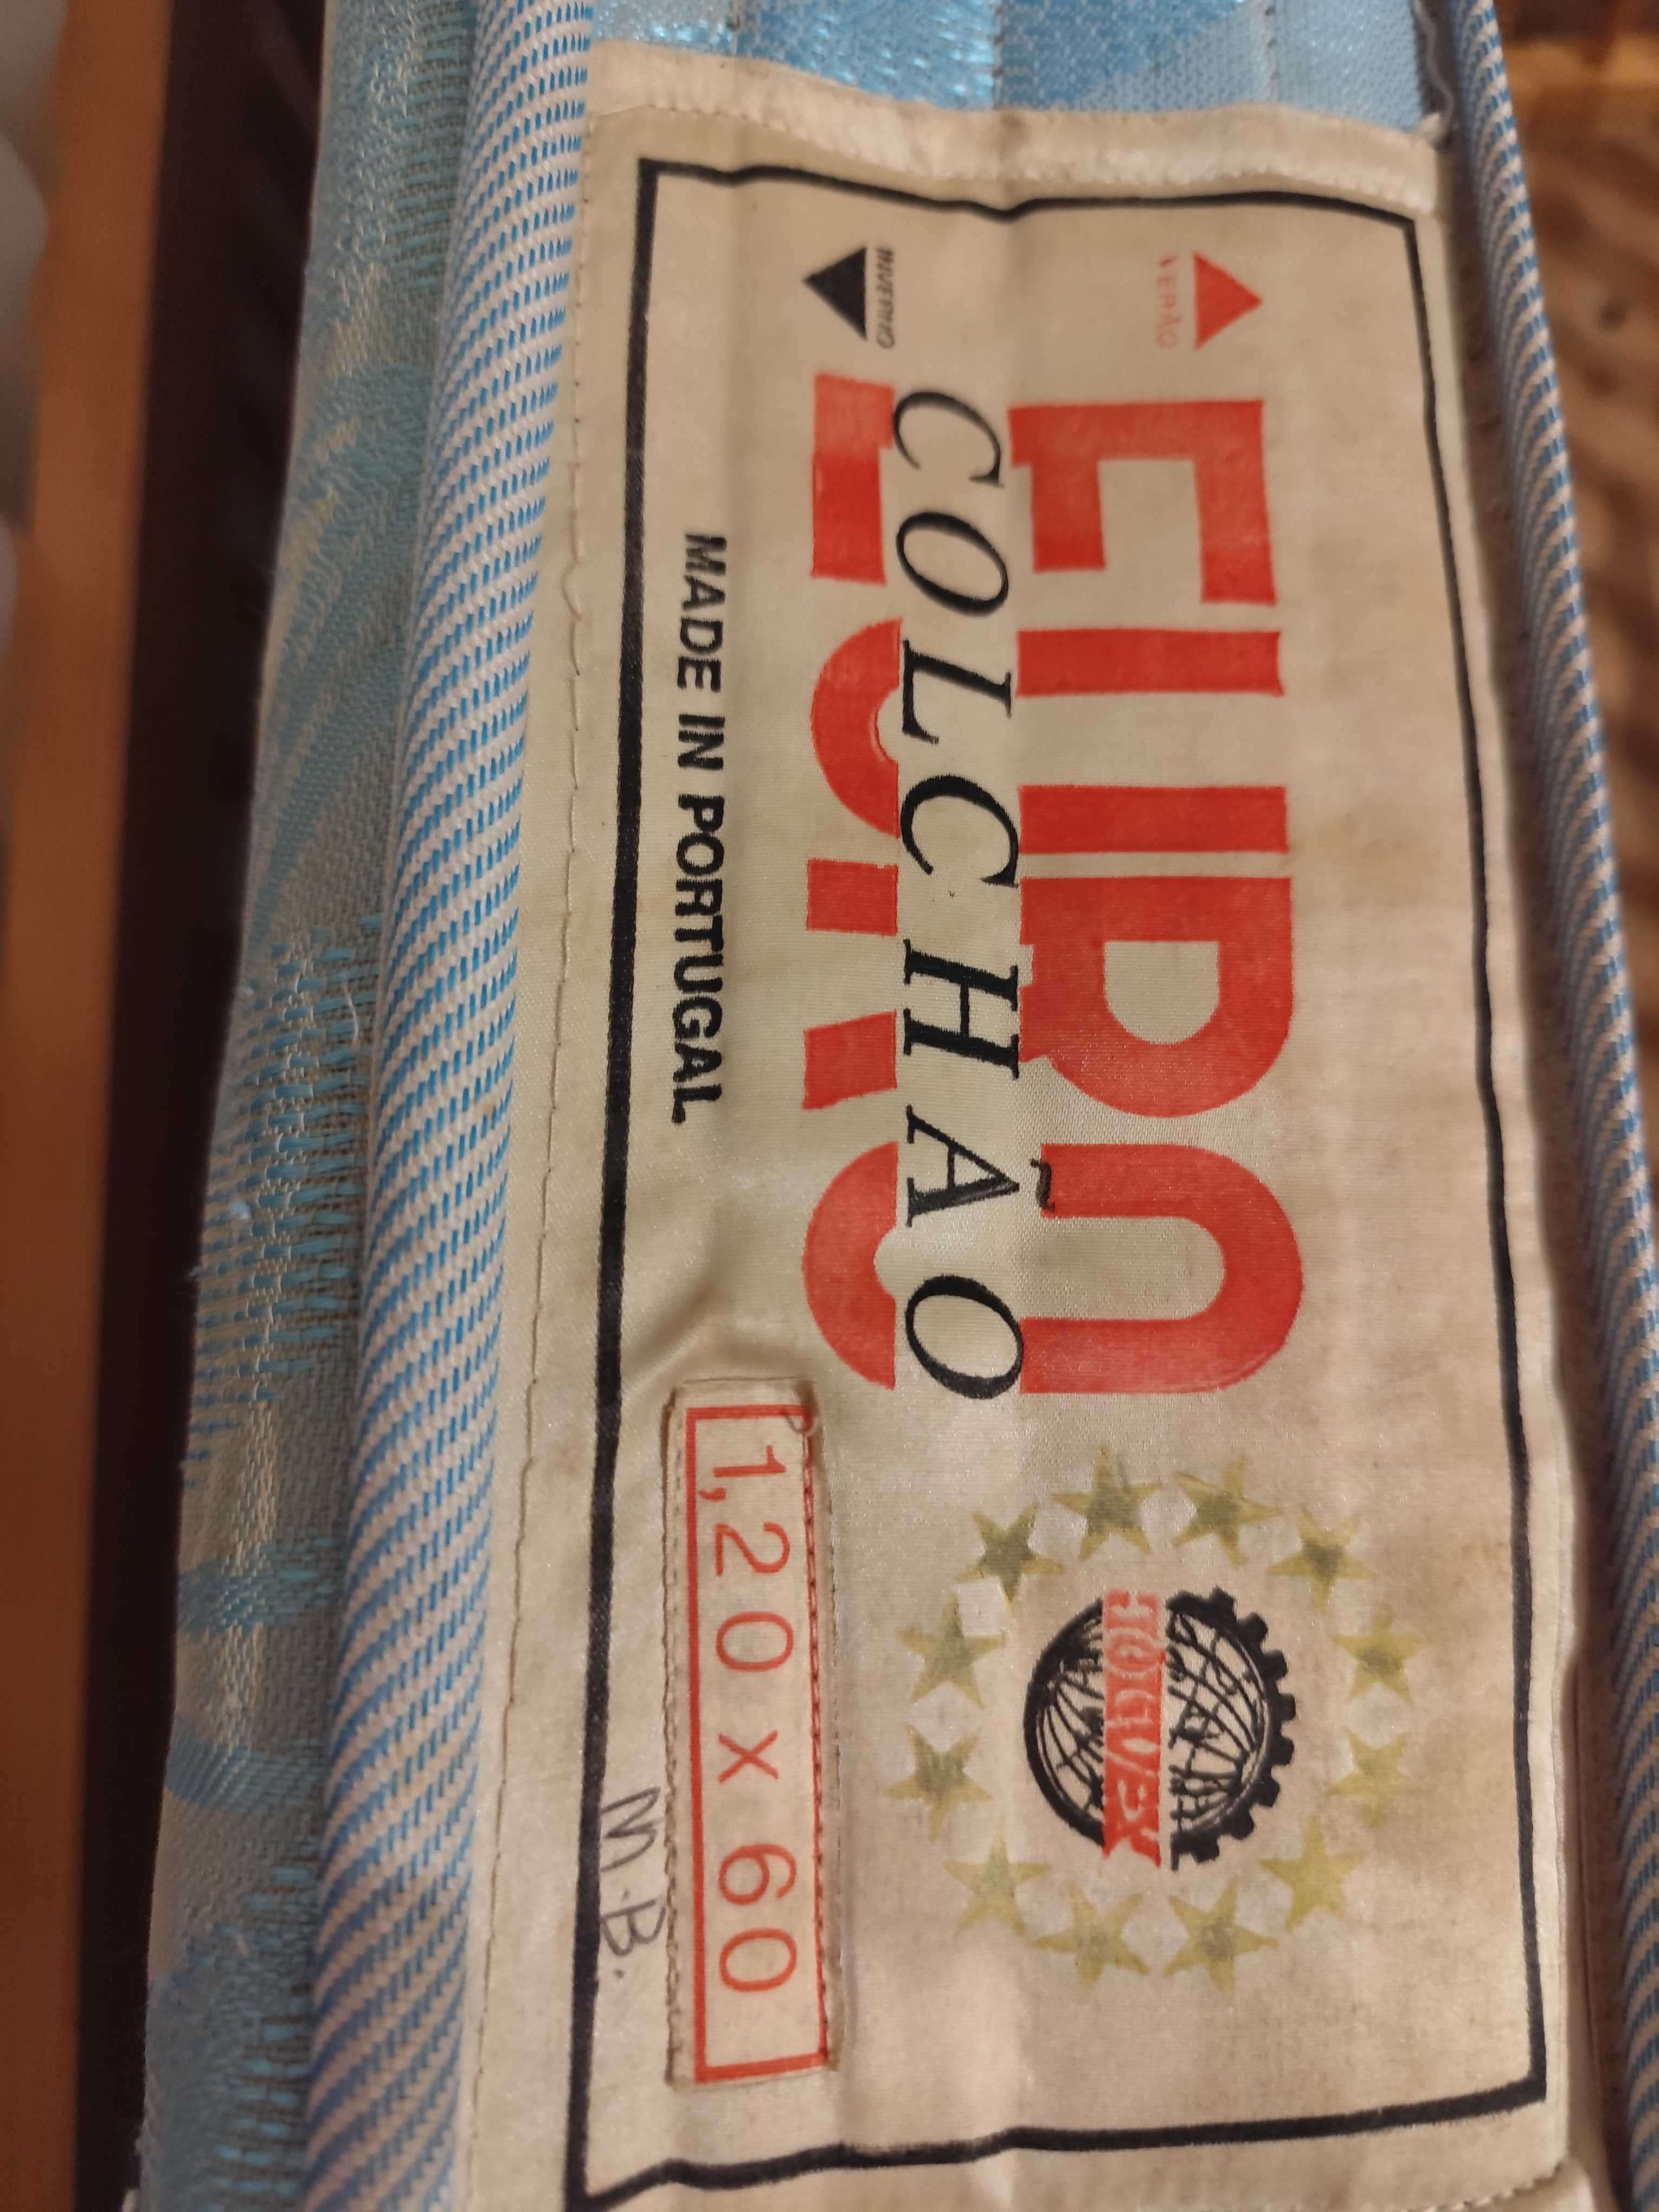 VERÃO
INVERNO
EURO
COLCHÃO
MADE IN PORTUGAL
1,20 x 60
M.B.